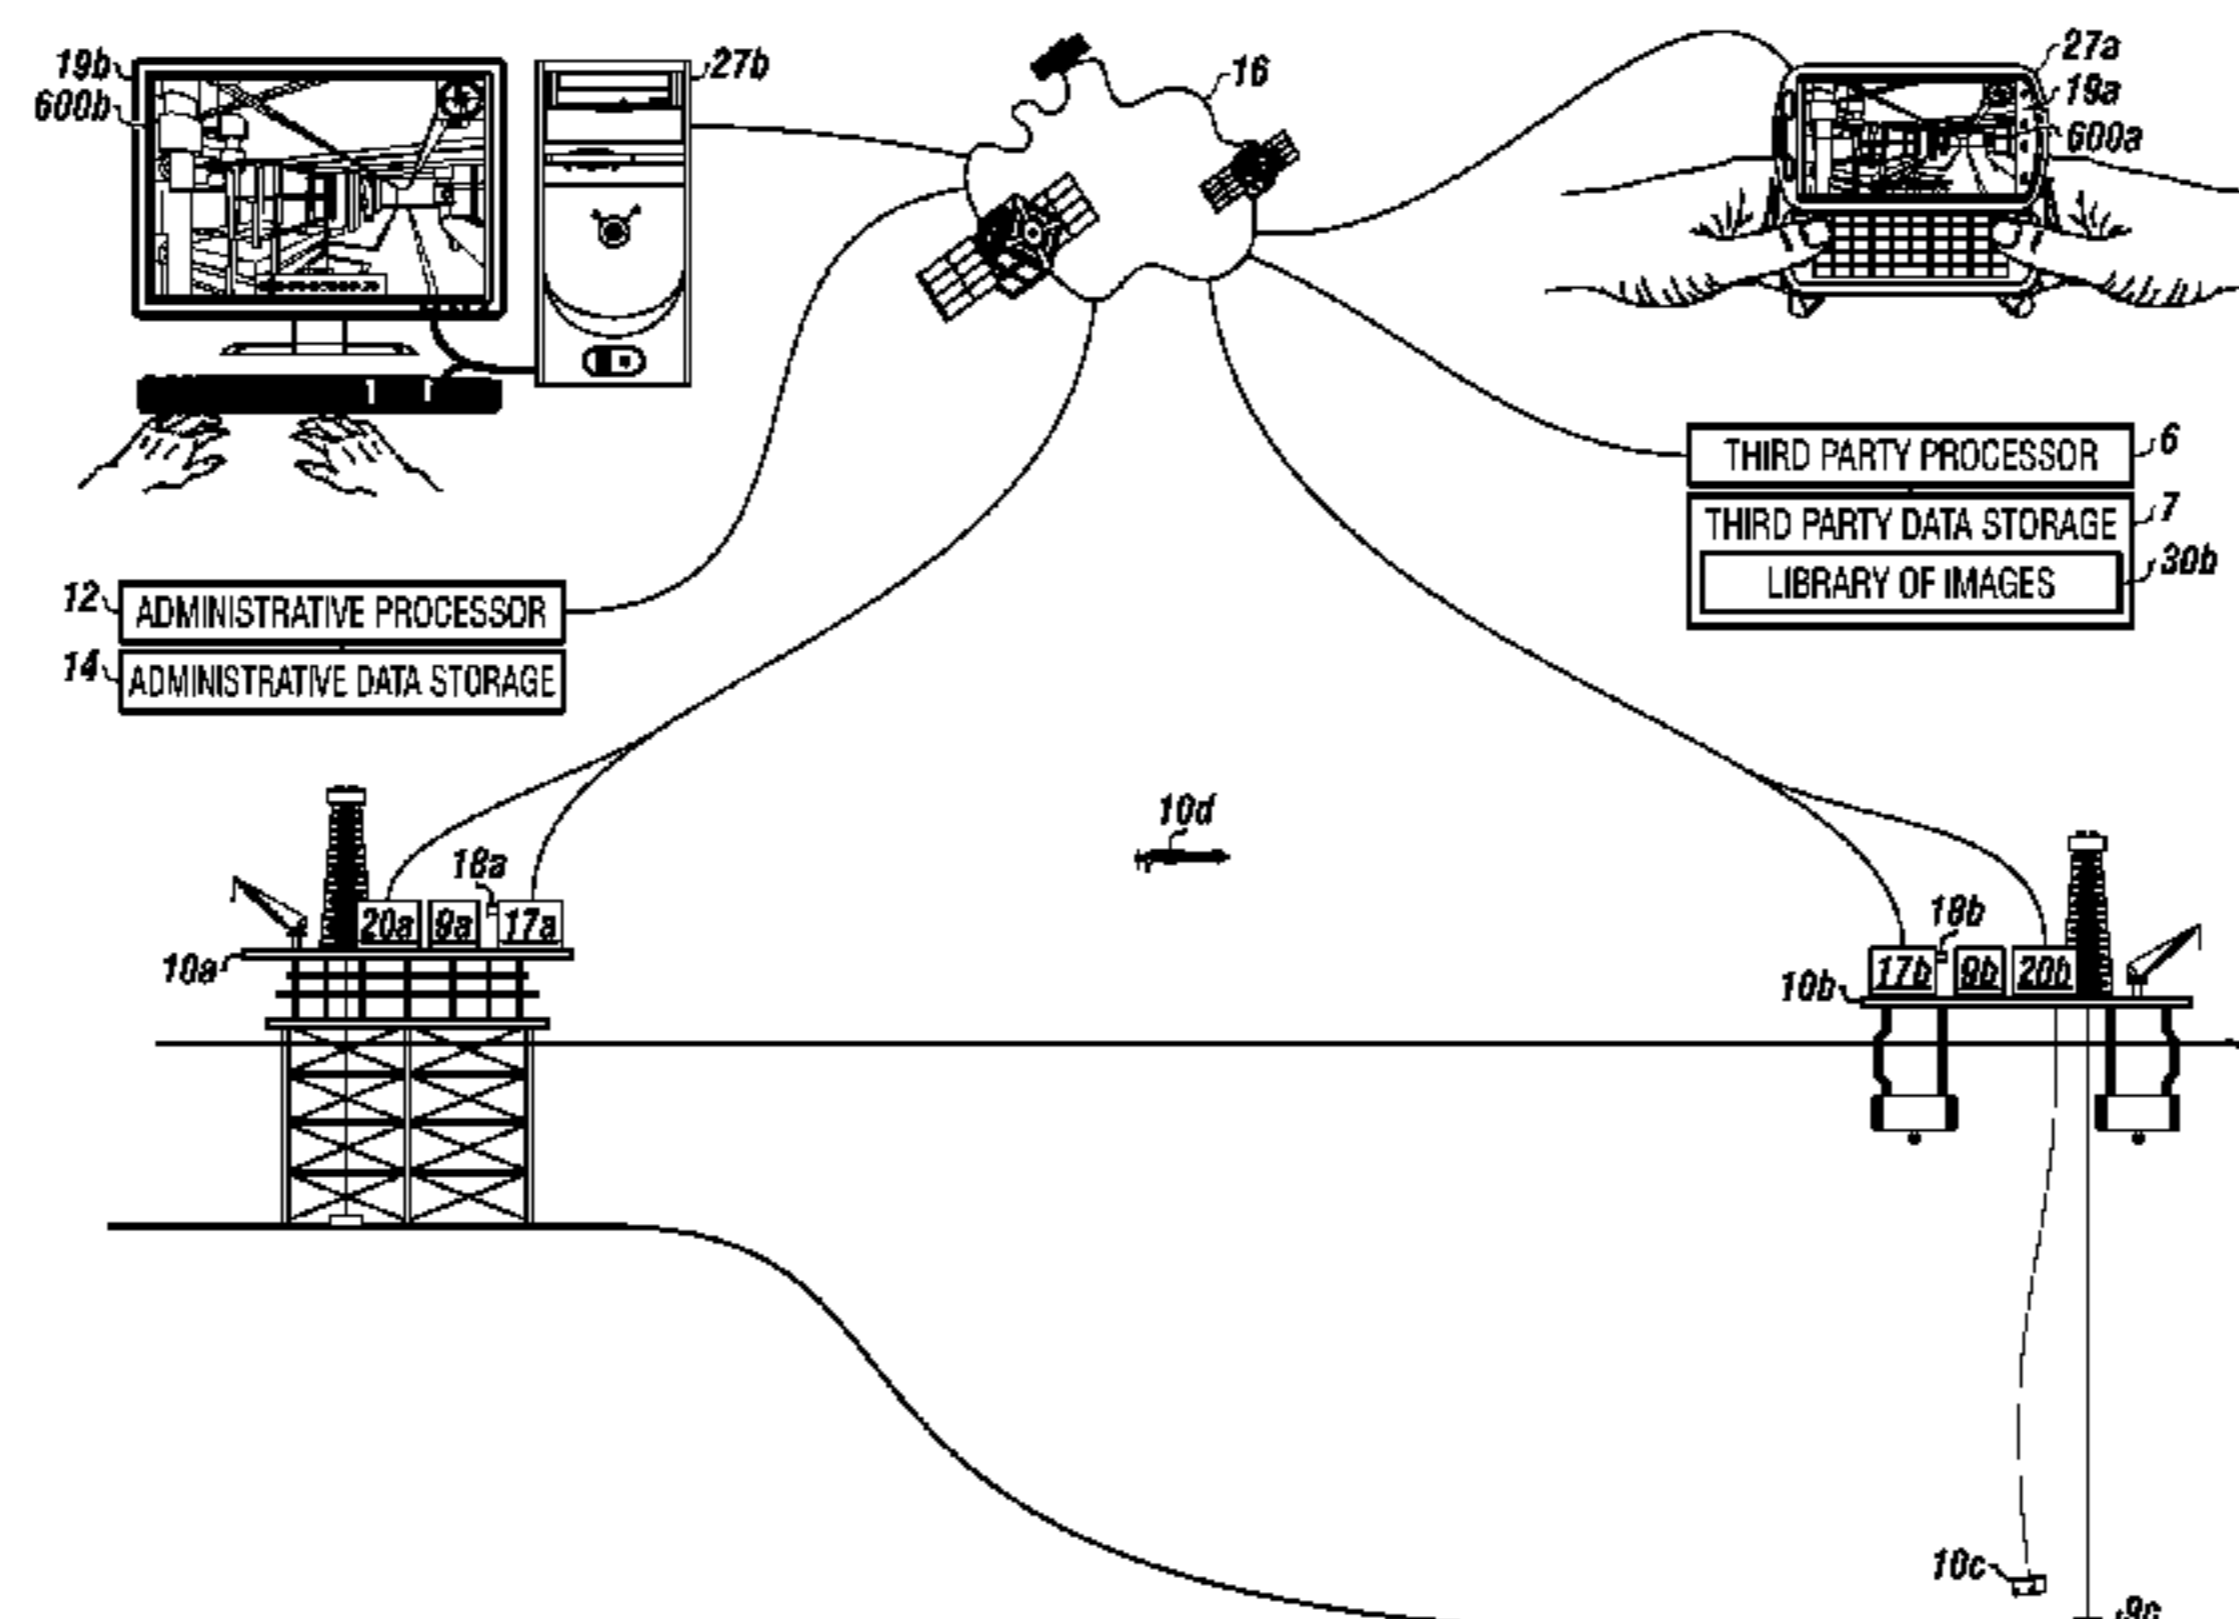 19b
600b
27b
16
27a
19a
600a
THIRD PARTY PROCESSOR
6
THIRD PARTY DATA STORAGE
7
LIBRARY OF IMAGES
30b
12
ADMINISTRATIVE PROCESSOR
14
ADMINISTRATIVE DATA STORAGE
10d
18a
20a
9a
17a
10a
18b
17b
9b
20b
10b
10c
9c